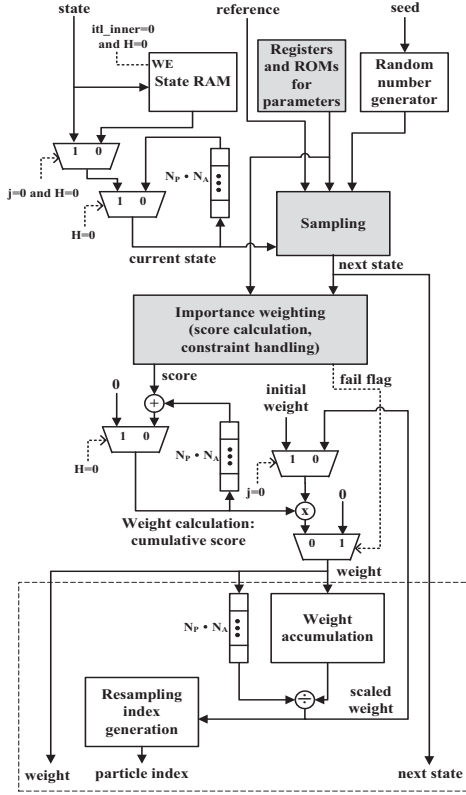 state
reference
seed
itl_inner=0
and H=0
WE
State RAM
Registers
and ROMs
for
parameters
Random
number
generator
1 0
j=0 and H=0
N_P · N_A
1 0
H=0
Sampling
current state
next state
Importance weighting
(score calculation,
constraint handling)
score
fail flag
0
+
initial
weight
1 0
H=0
N_P · N_A
1 0
j=0
x
0
Weight calculation:
cumulative score
0 1
weight
N_P · N_A
Weight
accumulation
÷
scaled
weight
Resampling
index
generation
weight
particle index
next state